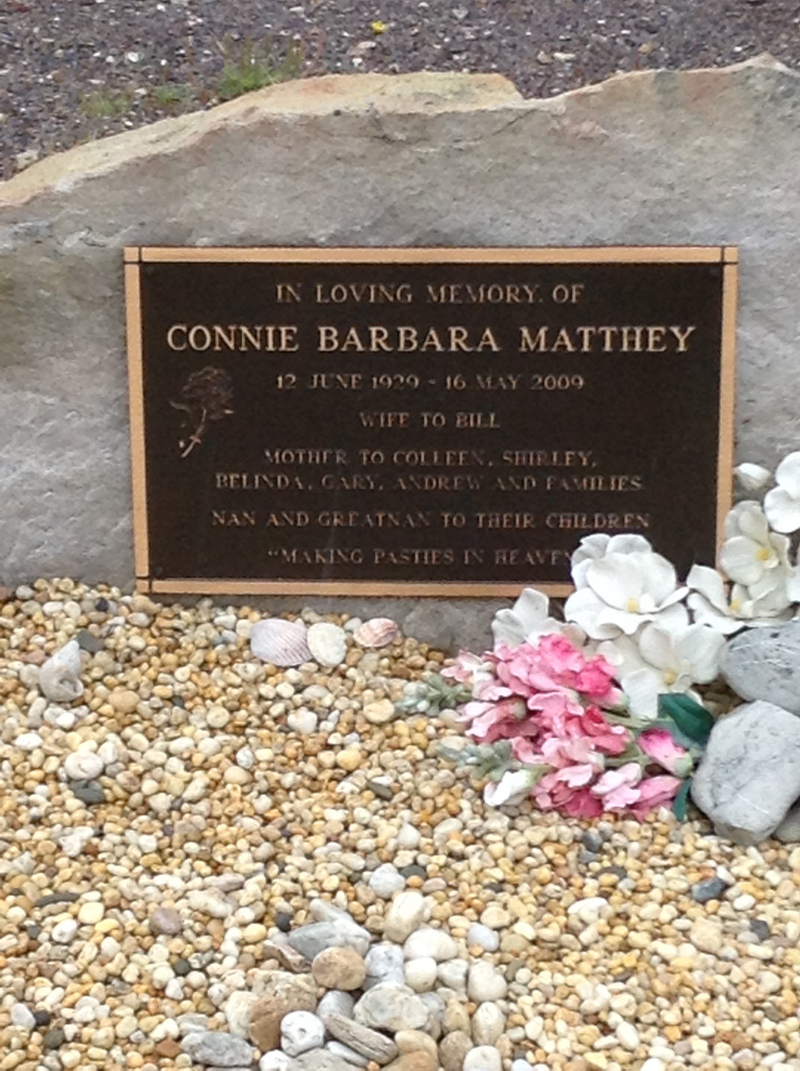 IN LOVING MEMORY OF
CONNIE BARBARA MATTHEY
12 JUNE 1929 - 16 MAY 2009
WIFE TO BILL
MOTHER TO COLLEEN, SHIRLEY,
BELINDA, GARY, ANDREW AND FAMILIES
NAN AND GREATNAN TO THEIR CHILDREN
"MAKING PASTIES IN HEAVEN